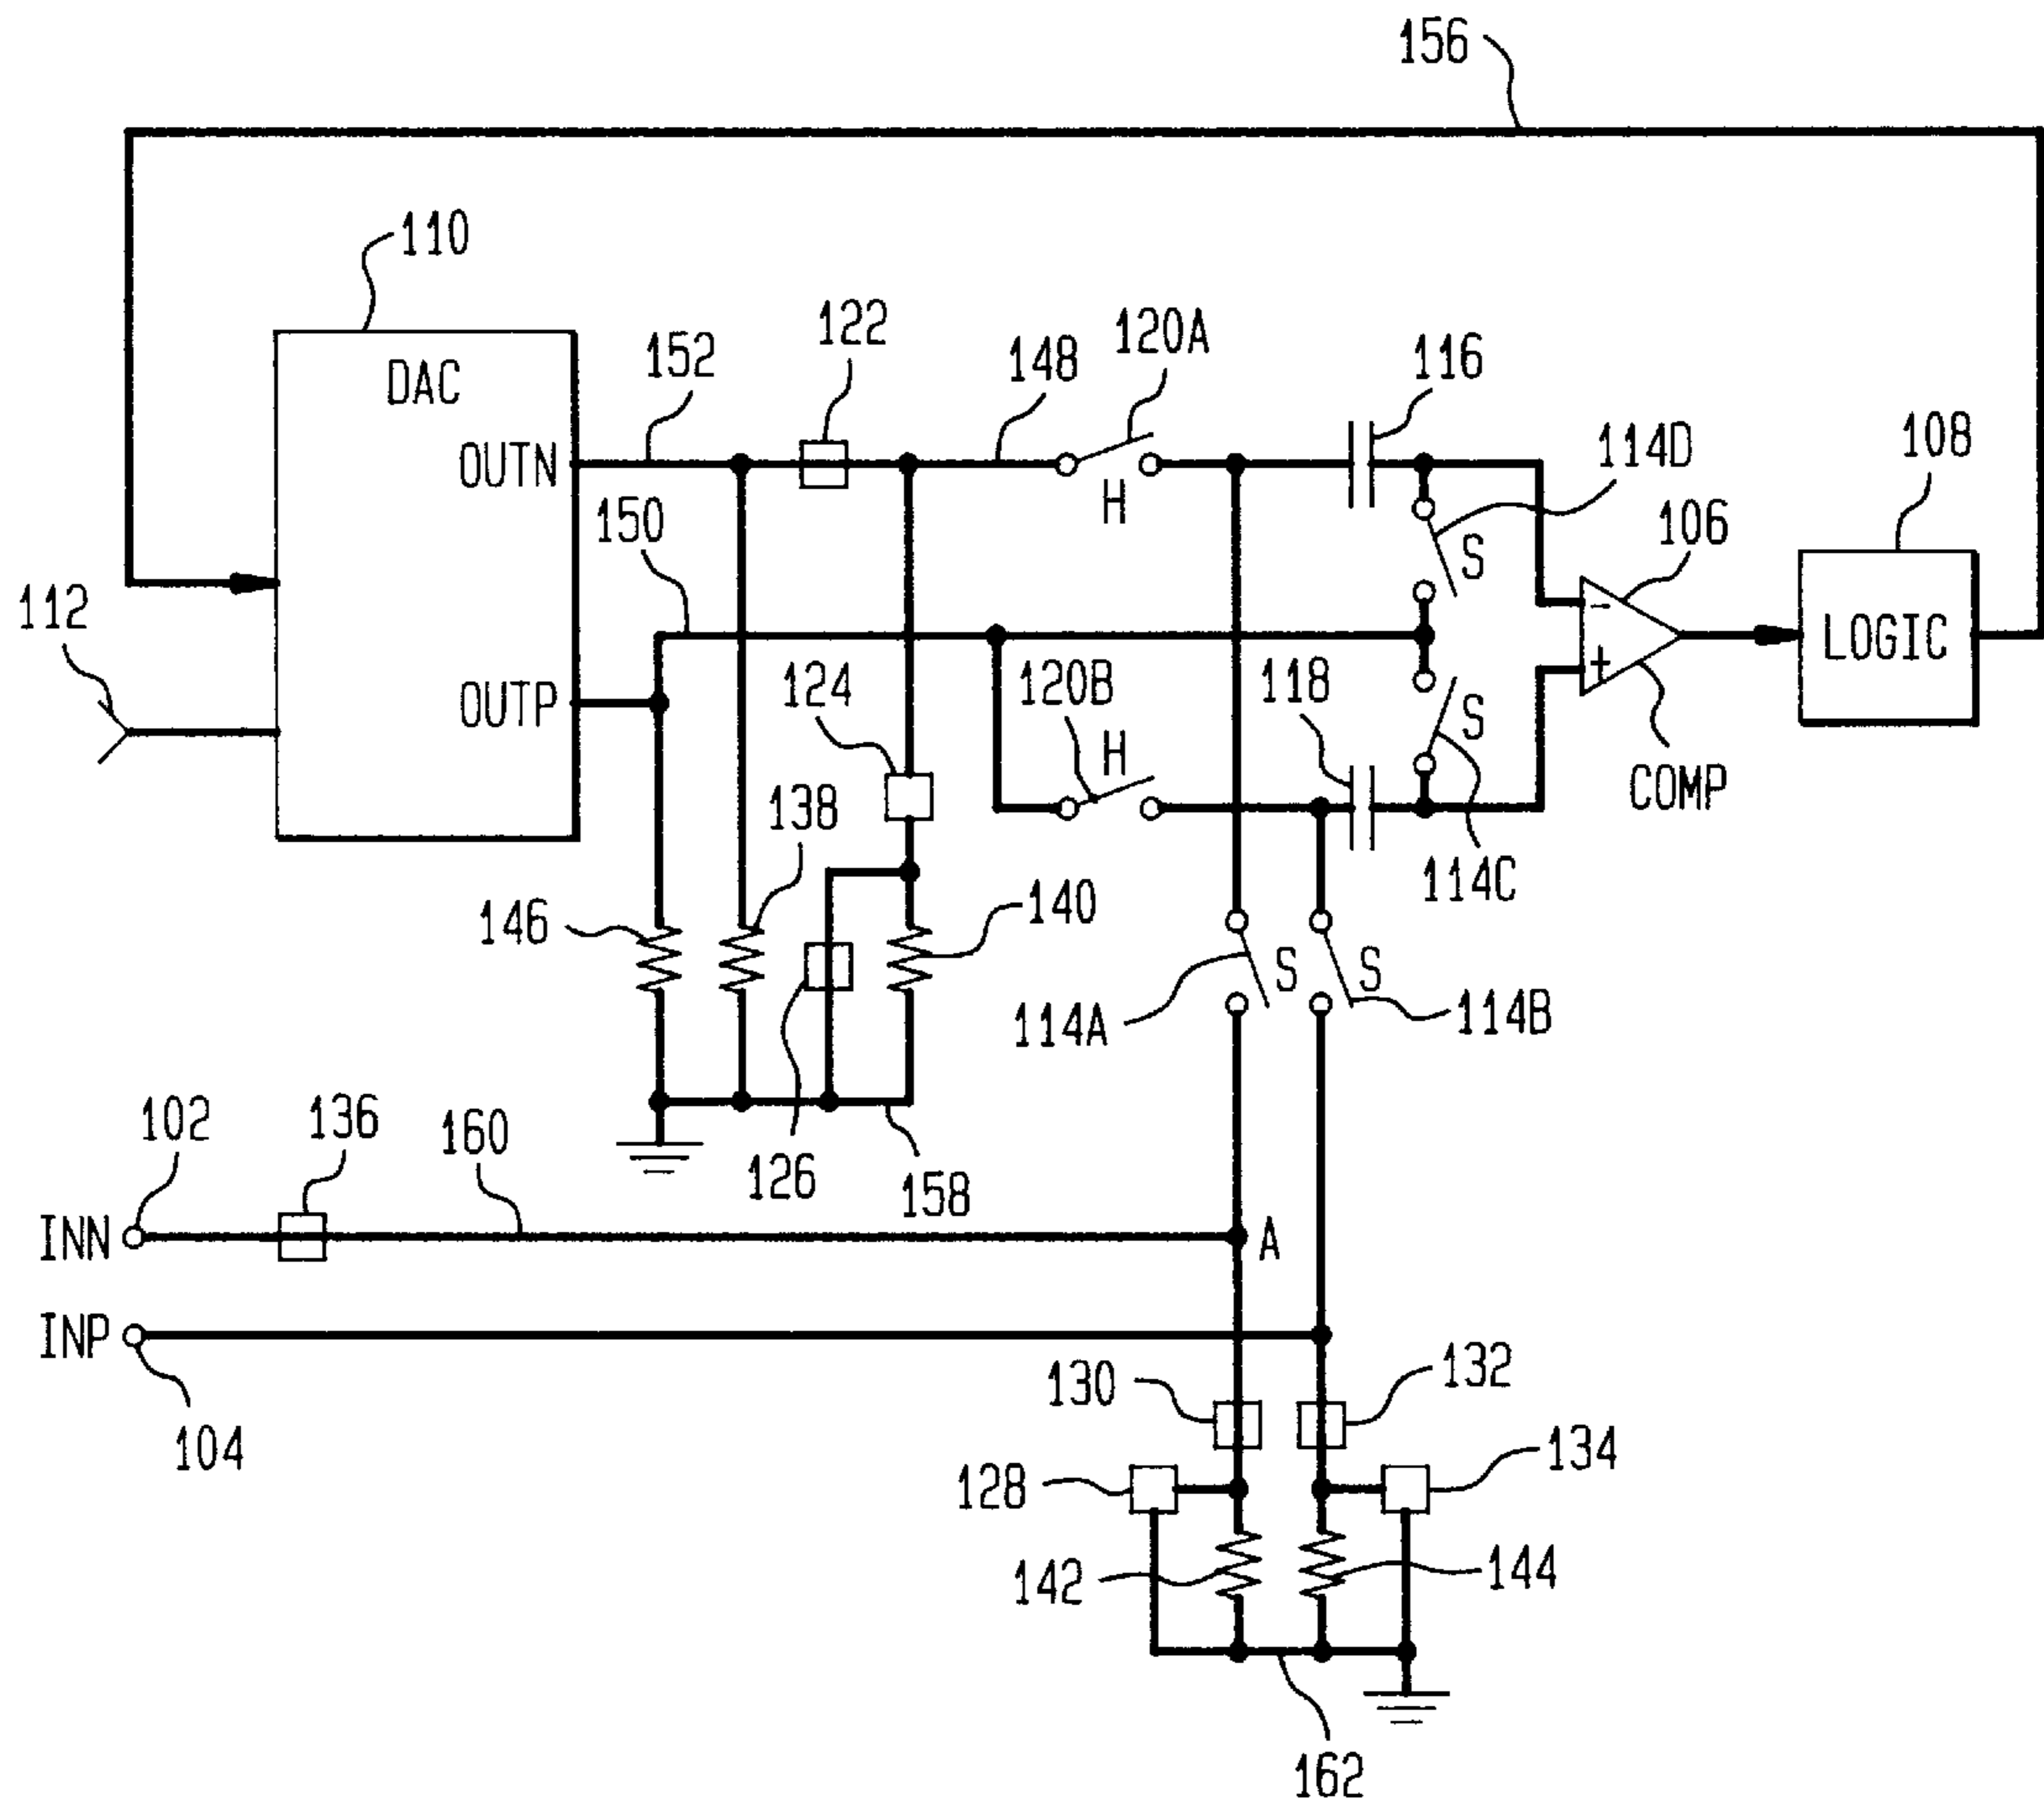 156
110
DAC
152
122
148
120A
116
114D
108
OUTN
H
150
S
106
112
-
LOGIC
OUTP
124
120B
H
118
S
+
COMP
138
114C
146
140
S
S
114A
114B
102
136
160
126
158
INN
A
INP
104
130
132
128
134
142
144
162